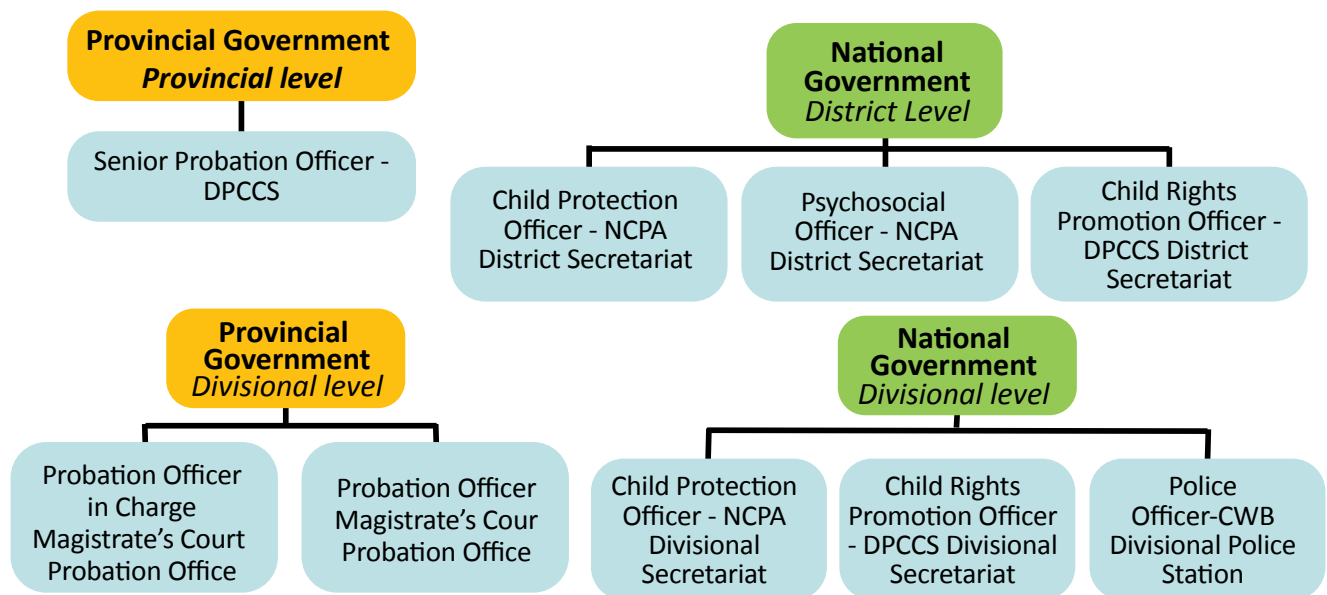 Provincial Government
Provincial level
Senior Probation Officer -
DPCCS
National
Government
District Level
Child Protection
Officer - NCPA
District Secretariat
Psychosocial
Officer - NCPA
District Secretariat
Child Rights
Promotion Officer -
DPCCS District
Secretariat
Provincial
Government
Divisional level
Probation Officer
in Charge
Magistrate’s Court
Probation Office
Probation Officer
Magistrate’s Cour
Probation Office
National
Government
Divisional level
Child Protection
Officer - NCPA
Divisional
Secretariat
Child Rights
Promotion Officer
- DPCCS Divisional
Secretariat
Police
Officer-CWB
Divisional Police
Station